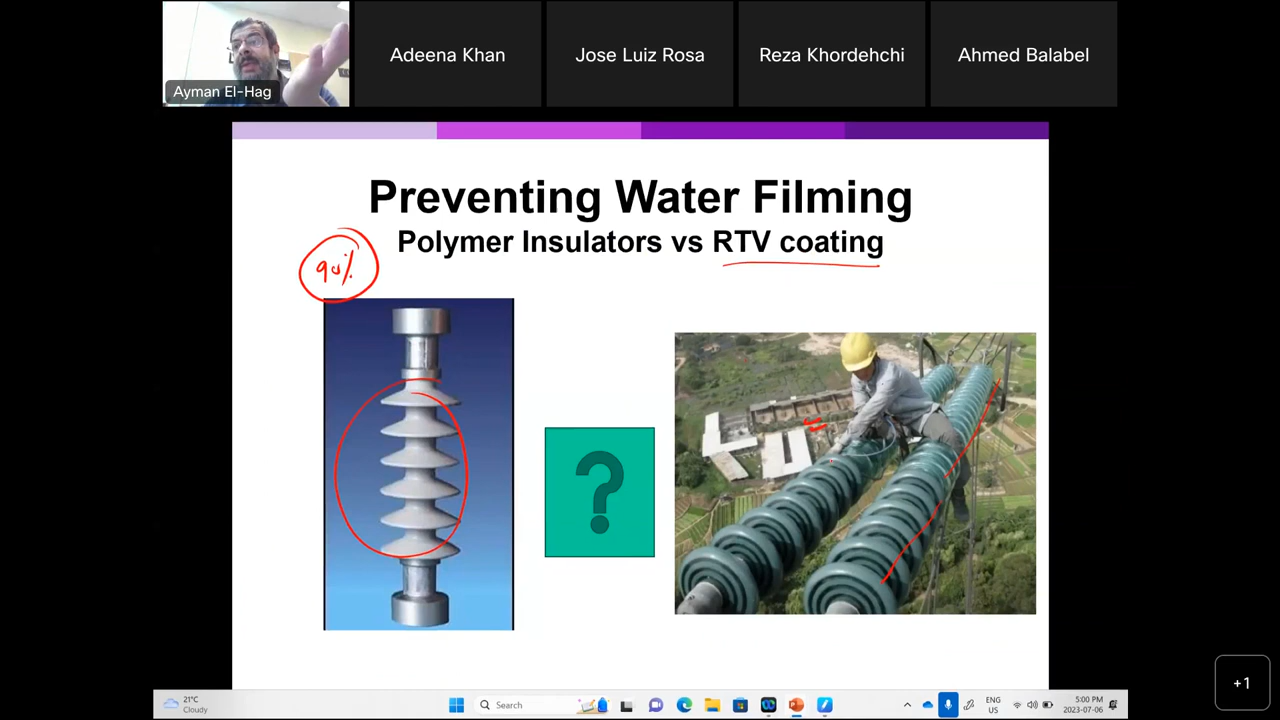 Adeena Khan
Jose Luiz Rosa
Reza Khordehchi
Ahmed Balabel
Ayman El-Hag
Preventing Water Filming
Polymer Insulators vs RTV coating
90%
?
+1
21°C
Cloudy
Search
ENG
US
5:00 PM
2023-07-06